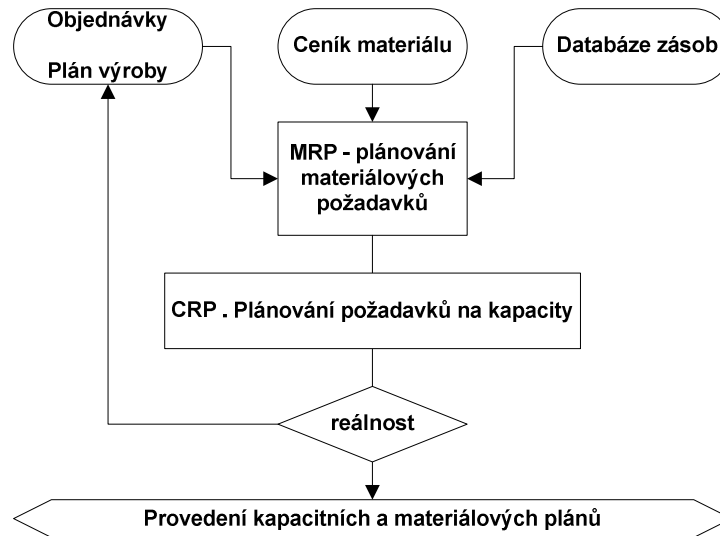 Objednávky
Plán výroby
Ceník materiálu
Databáze zásob
MRP - plánování
materiálových
požadavků
CRP . Plánování požadavků na kapacity
reálnost
Provedení kapacitních a materiálových plánů